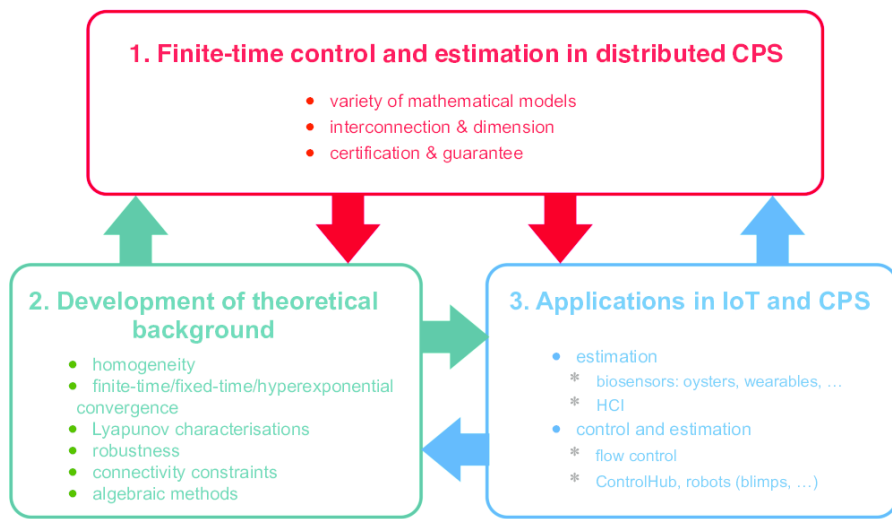 1. Finite-time control and estimation in distributed CPS
• variety of mathematical models
• interconnection & dimension
• certification & guarantee
2. Development of theoretical
background
• homogeneity
• finite-time/fixed-time/hyperexponential
convergence
• Lyapunov characterisations
• robustness
• connectivity constraints
• algebraic methods
3. Applications in IoT and CPS
• estimation
* biosensors: oysters, wearables, ...
* HCI
• control and estimation
* flow control
* ControlHub, robots (blimps, ...)